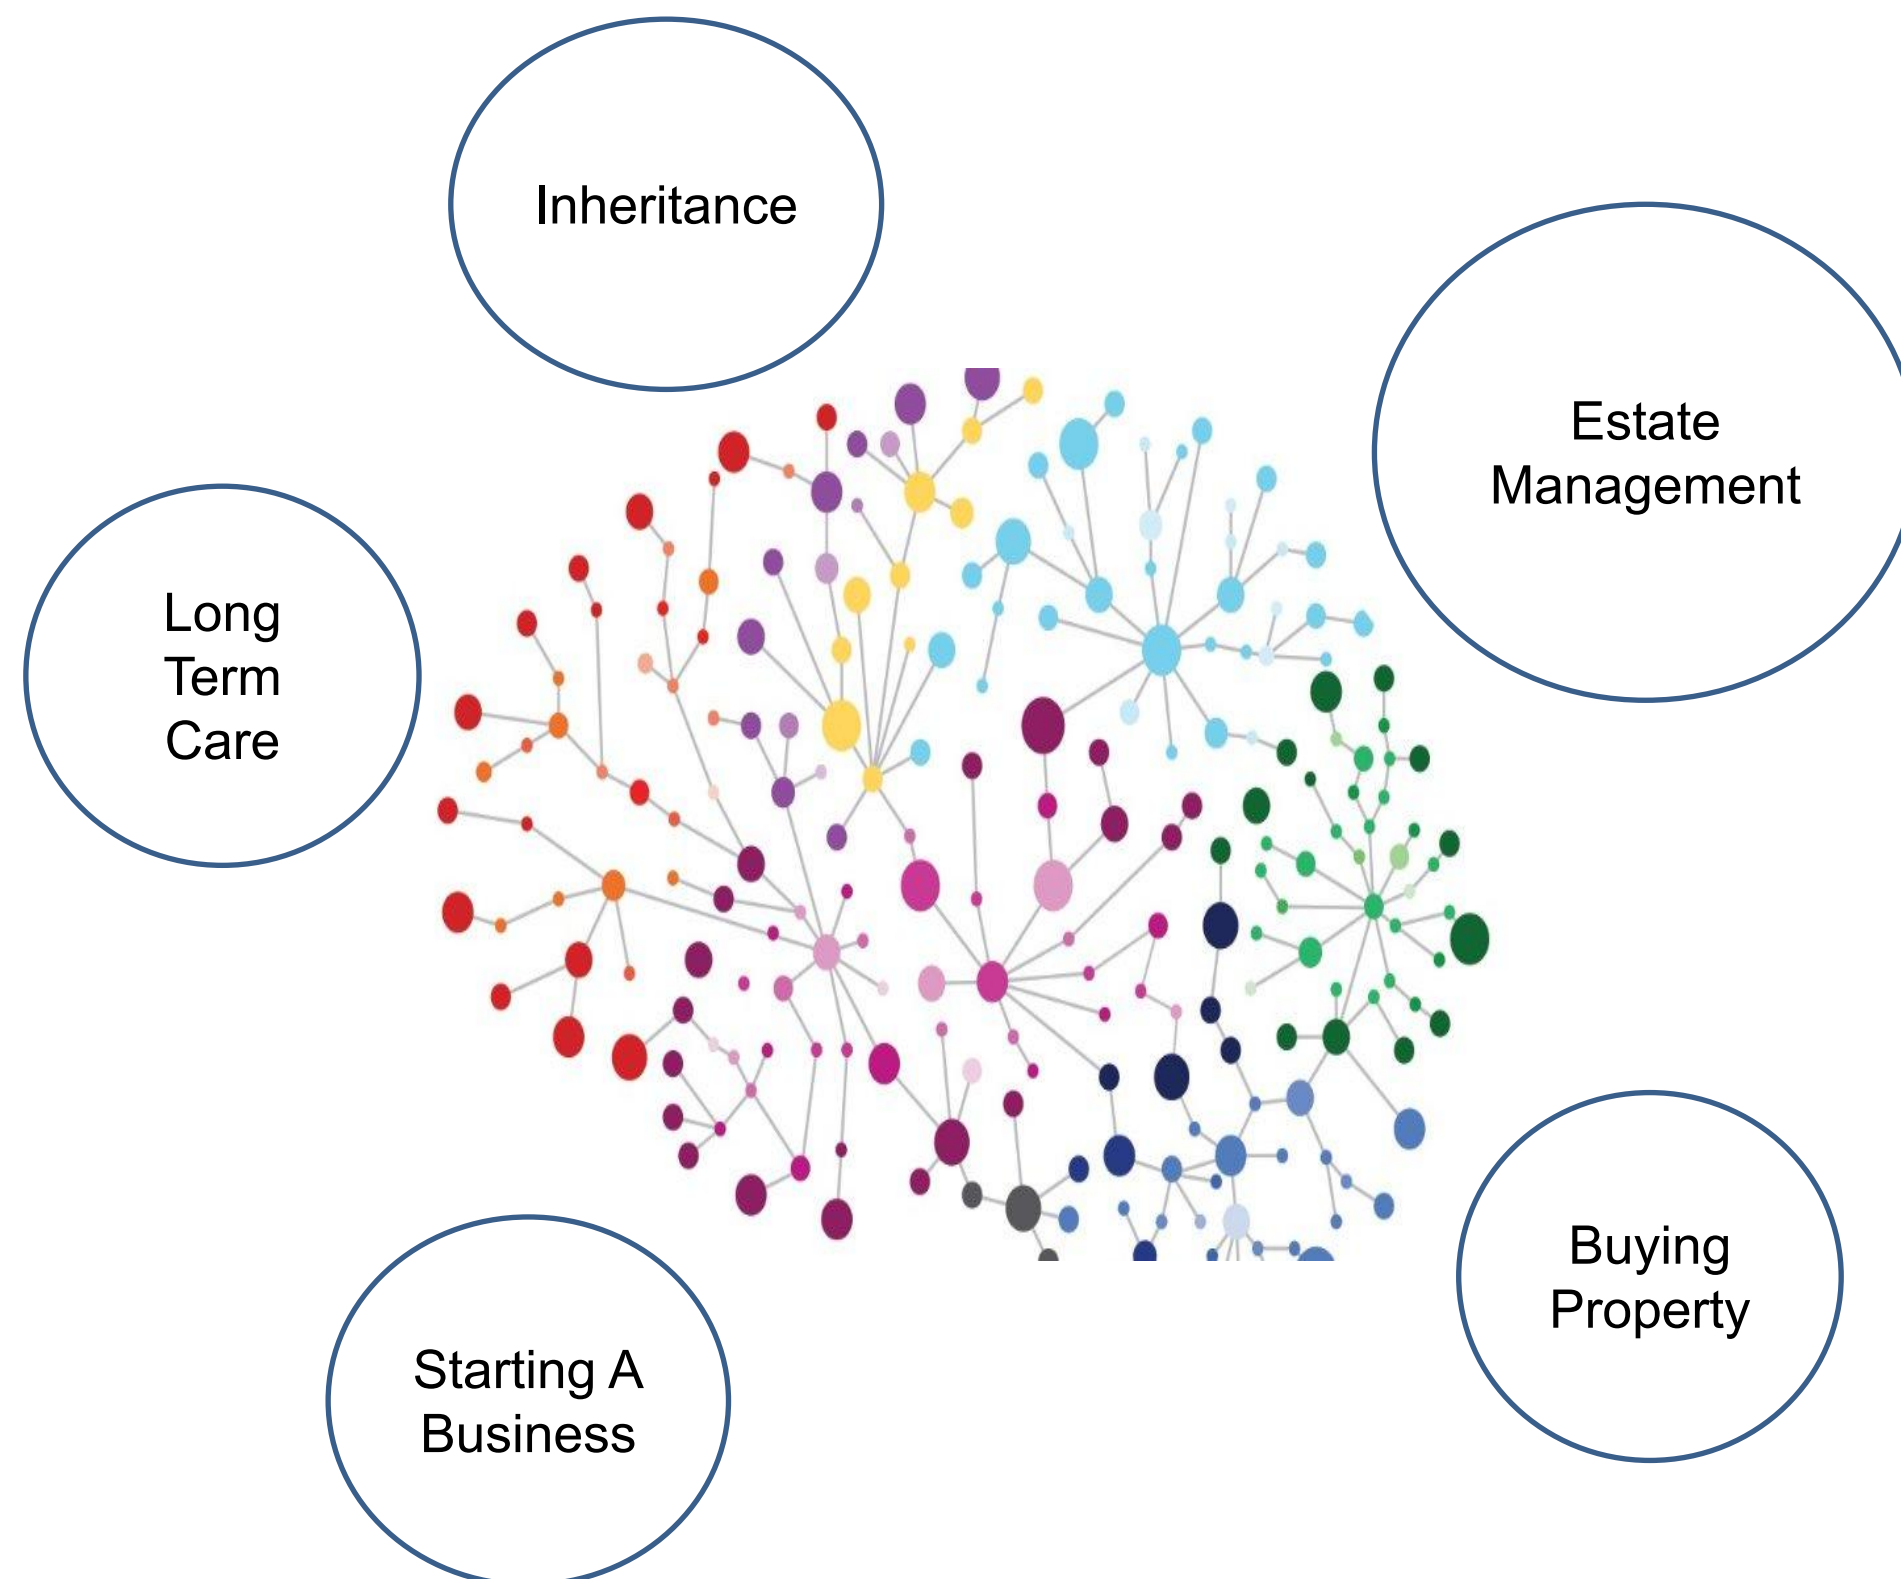 Inheritance
Estate
Management
Long
Term
Care
Buying
Property
Starting A
Business